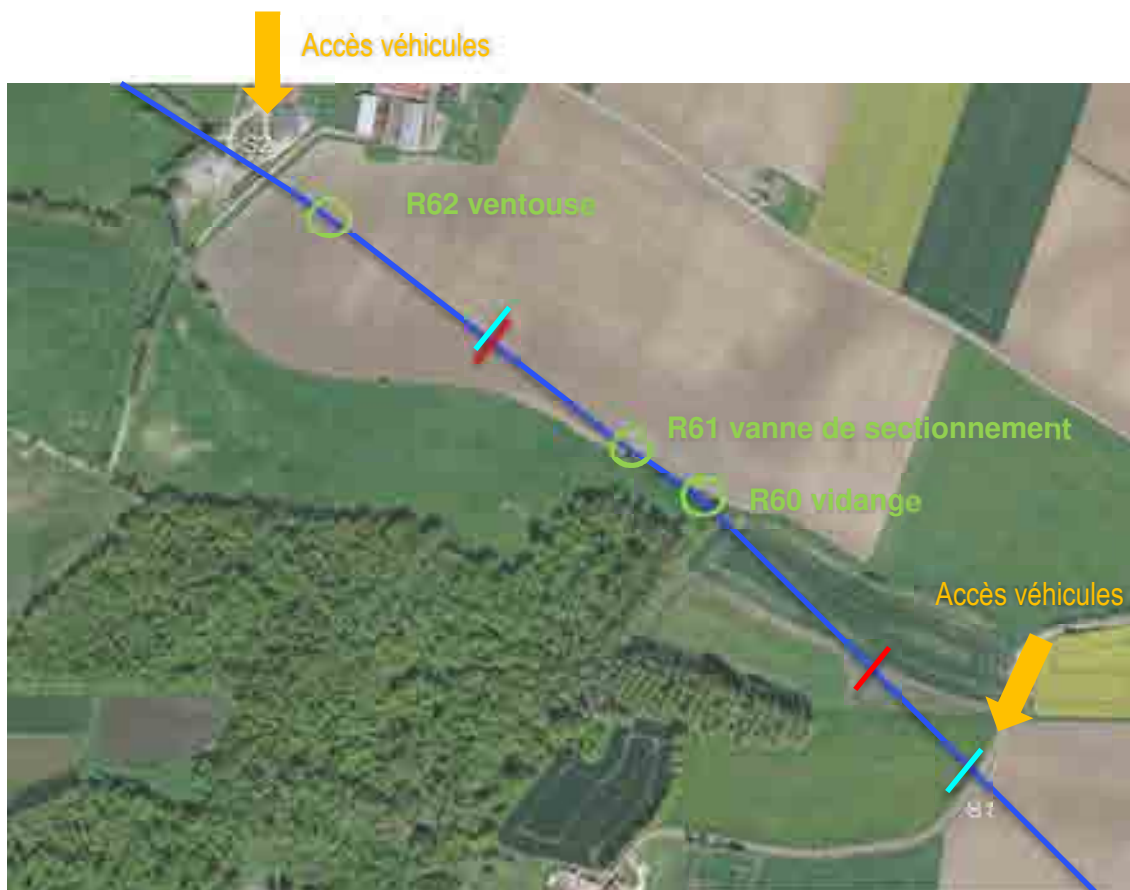 Accès véhicules
R62 ventouse
R61 vanne de sectionnement
R60 vidange
Accès véhicules